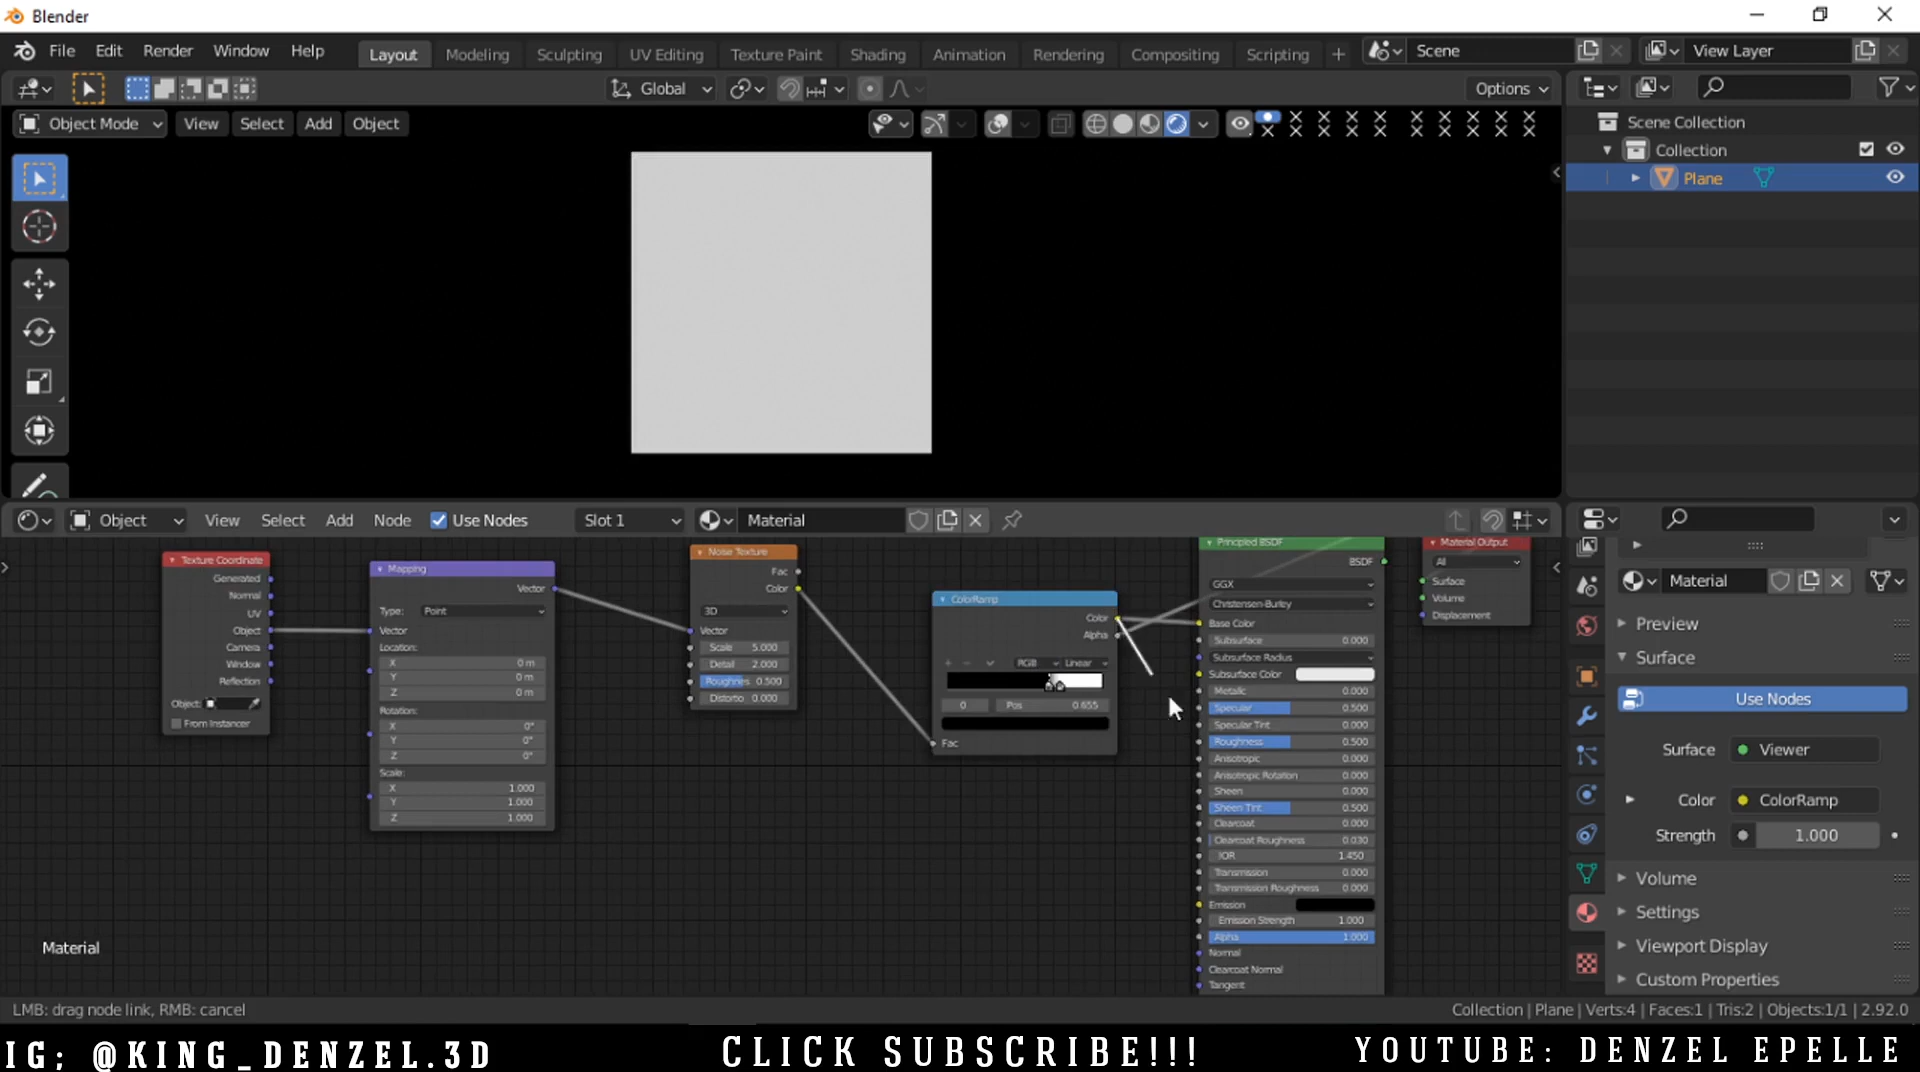 Blender
File Edit Render Window Help Layout Modeling Sculpting UV Editing Texture Paint Shading Animation Rendering Compositing Scripting + Scene View Layer
Global Options
Object Mode View Select Add Object
Scene Collection
Collection
Plane
Object View Select Add Node Use Nodes Slot 1 Material
Texture Coordinate
Generated
Normal
UV
Object
Camera
Window
Reflection
Object:
From Instancer
Mapping
Vector
Type: Point
Vector
Location:
X 0 m
Y 0 m
Z 0 m
Rotation:
X 0°
Y 0°
Z 0°
Scale:
X 1.000
Y 1.000
Z 1.000
Noise Texture
Fac
Color
3D
Vector
Scale 5.000
Detail 2.000
Roughnes 0.500
Distorto 0.000
ColorRamp
Color
Alpha
+ − RGB Linear
0 Pos 0.655
Fac
Principled BSDF
BSDF
GGX
Christensen-Burley
Base Color
Subsurface 0.000
Subsurface Radius
Subsurface Color
Metallic 0.000
Specular 0.500
Specular Tint 0.000
Roughness 0.500
Anisotropic 0.000
Anisotropic Rotation 0.000
Sheen 0.000
Sheen Tint 0.500
Clearcoat 0.000
Clearcoat Roughness 0.030
IOR 1.450
Transmission 0.000
Transmission Roughness 0.000
Emission
Emission Strength 1.000
Alpha 1.000
Normal
Clearcoat Normal
Tangent
Material Output
All
Surface
Volume
Displacement
Material
Material
Preview
Surface
Use Nodes
Surface Viewer
Color ColorRamp
Strength 1.000
Volume
Settings
Viewport Display
Custom Properties
LMB: drag node link, RMB: cancel
Collection | Plane | Verts:4 | Faces:1 | Tris:2 | Objects:1/1 | 2.92.0
IG; @KING_DENZEL.3D CLICK SUBSCRIBE!!! YOUTUBE: DENZEL EPELLE